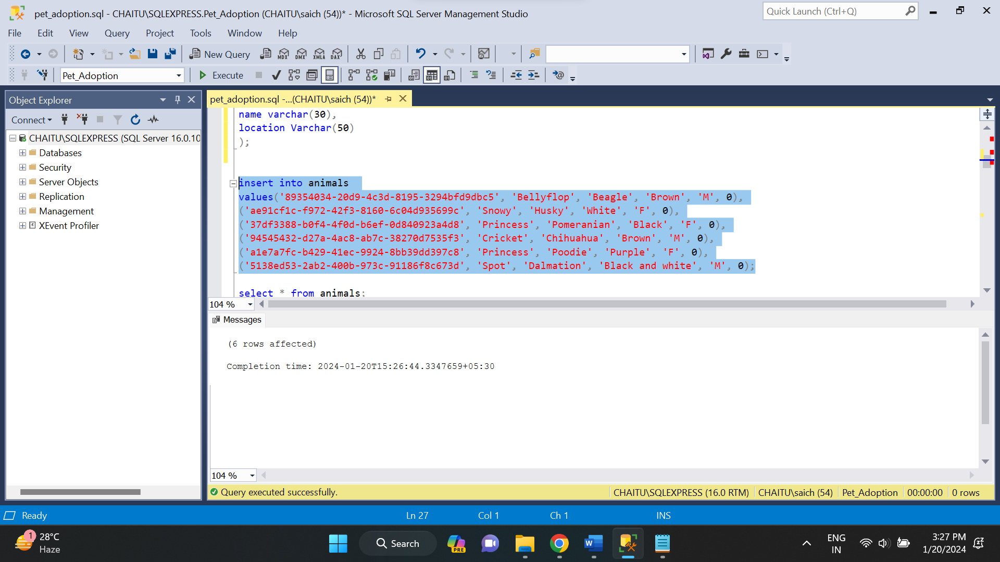 pet_adoption.sql - CHAITU\SQLEXPRESS.Pet_Adoption (CHAITU\saich (54))* - Microsoft SQL Server Management Studio
Quick Launch (Ctrl+Q)
File Edit View Query Project Tools Window Help
New Query MDX DMX XMLA DAX
Pet_Adoption Execute
Object Explorer
Connect
CHAITU\SQLEXPRESS (SQL Server 16.0.10
Databases
Security
Server Objects
Replication
Management
XEvent Profiler
pet_adoption.sql -...(CHAITU\saich (54))*
name varchar(30),
location Varchar(50)
);
insert into animals
values('89354034-20d9-4c3d-8195-3294bfd9dbc5', 'Bellyflop', 'Beagle', 'Brown', 'M', 0),
('ae91cf1c-f972-42f3-8160-6c04d935699c', 'Snowy', 'Husky', 'White', 'F', 0),
('37df3388-b0f4-4f0d-b6ef-0d840923a4d8', 'Princess', 'Pomeranian', 'Black', 'F', 0),
('94545432-d27a-4ac8-ab7c-38270d7535f3', 'Cricket', 'Chihuahua', 'Brown', 'M', 0),
('a1e7a7fc-b429-41ec-9924-8bb39dd397c8', 'Princess', 'Poodie', 'Purple', 'F', 0),
('5138ed53-2ab2-400b-973c-91186f8c673d', 'Spot', 'Dalmation', 'Black and white', 'M', 0);
select * from animals;
104 %
Messages
(6 rows affected)
Completion time: 2024-01-20T15:26:44.3347659+05:30
104 %
Query executed successfully. CHAITU\SQLEXPRESS (16.0 RTM) CHAITU\saich (54) Pet_Adoption 00:00:00 0 rows
Ready Ln 27 Col 1 Ch 1 INS
1 28°C
Haze
Search
PRE
W
ENG
IN
3:27 PM
1/20/2024